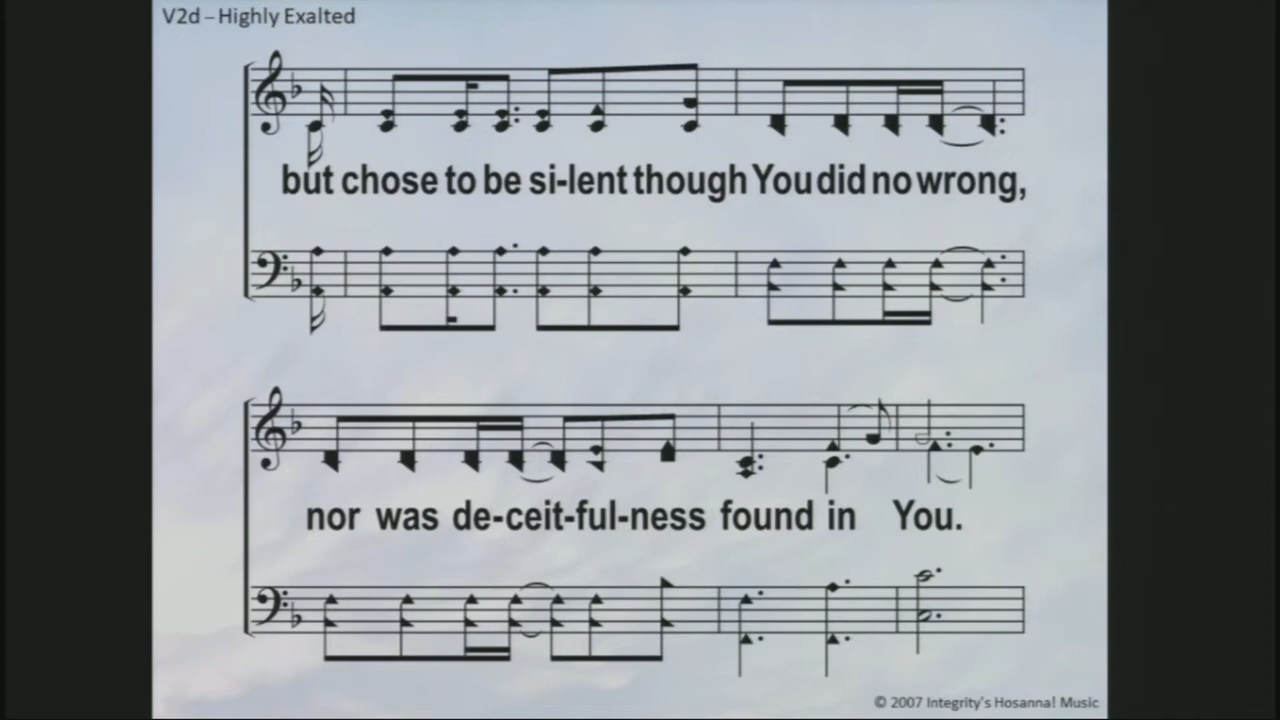 V2d – Highly Exalted
but chose to be si-lent though You did no wrong,
nor was de-ceit-ful-ness found in You.
© 2007 Integrity's Hosanna! Music